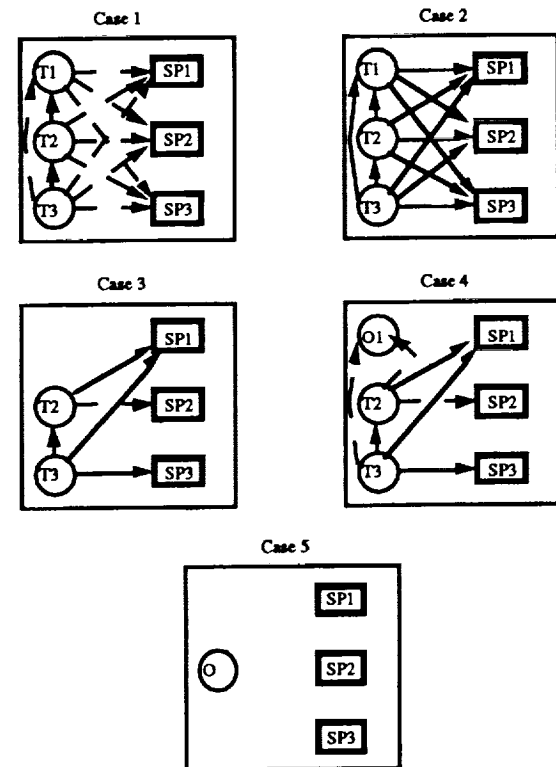 Case 1
Case 2
T1
SP1
T2
SP2
T3
SP3
T1
SP1
T2
SP2
T3
SP3
Case 3
Case 4
SP1
T2
SP2
T3
SP3
O1
SP1
T2
SP2
T3
SP3
Case 5
SP1
O
SP2
SP3